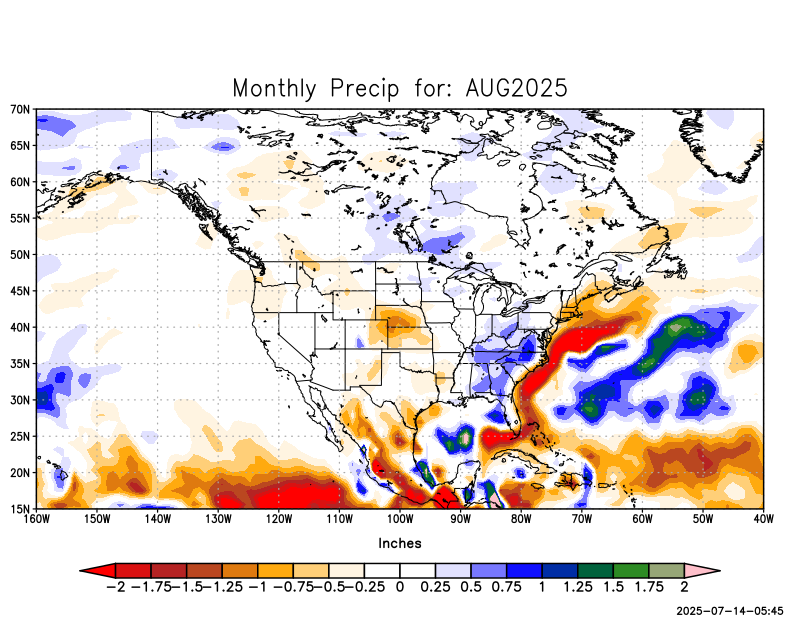 Monthly Precip for: AUG2025
70N
65N
60N
55N
50N
45N
40N
35N
30N
25N
20N
15N
160W 150W 140W 130W 120W 110W 100W 90W 80W 70W 60W 50W 40W
Inches
-2 -1.75 -1.5 -1.25 -1 -0.75 -0.5 -0.25 0 0.25 0.5 0.75 1 1.25 1.5 1.75 2
2025-07-14-05:45